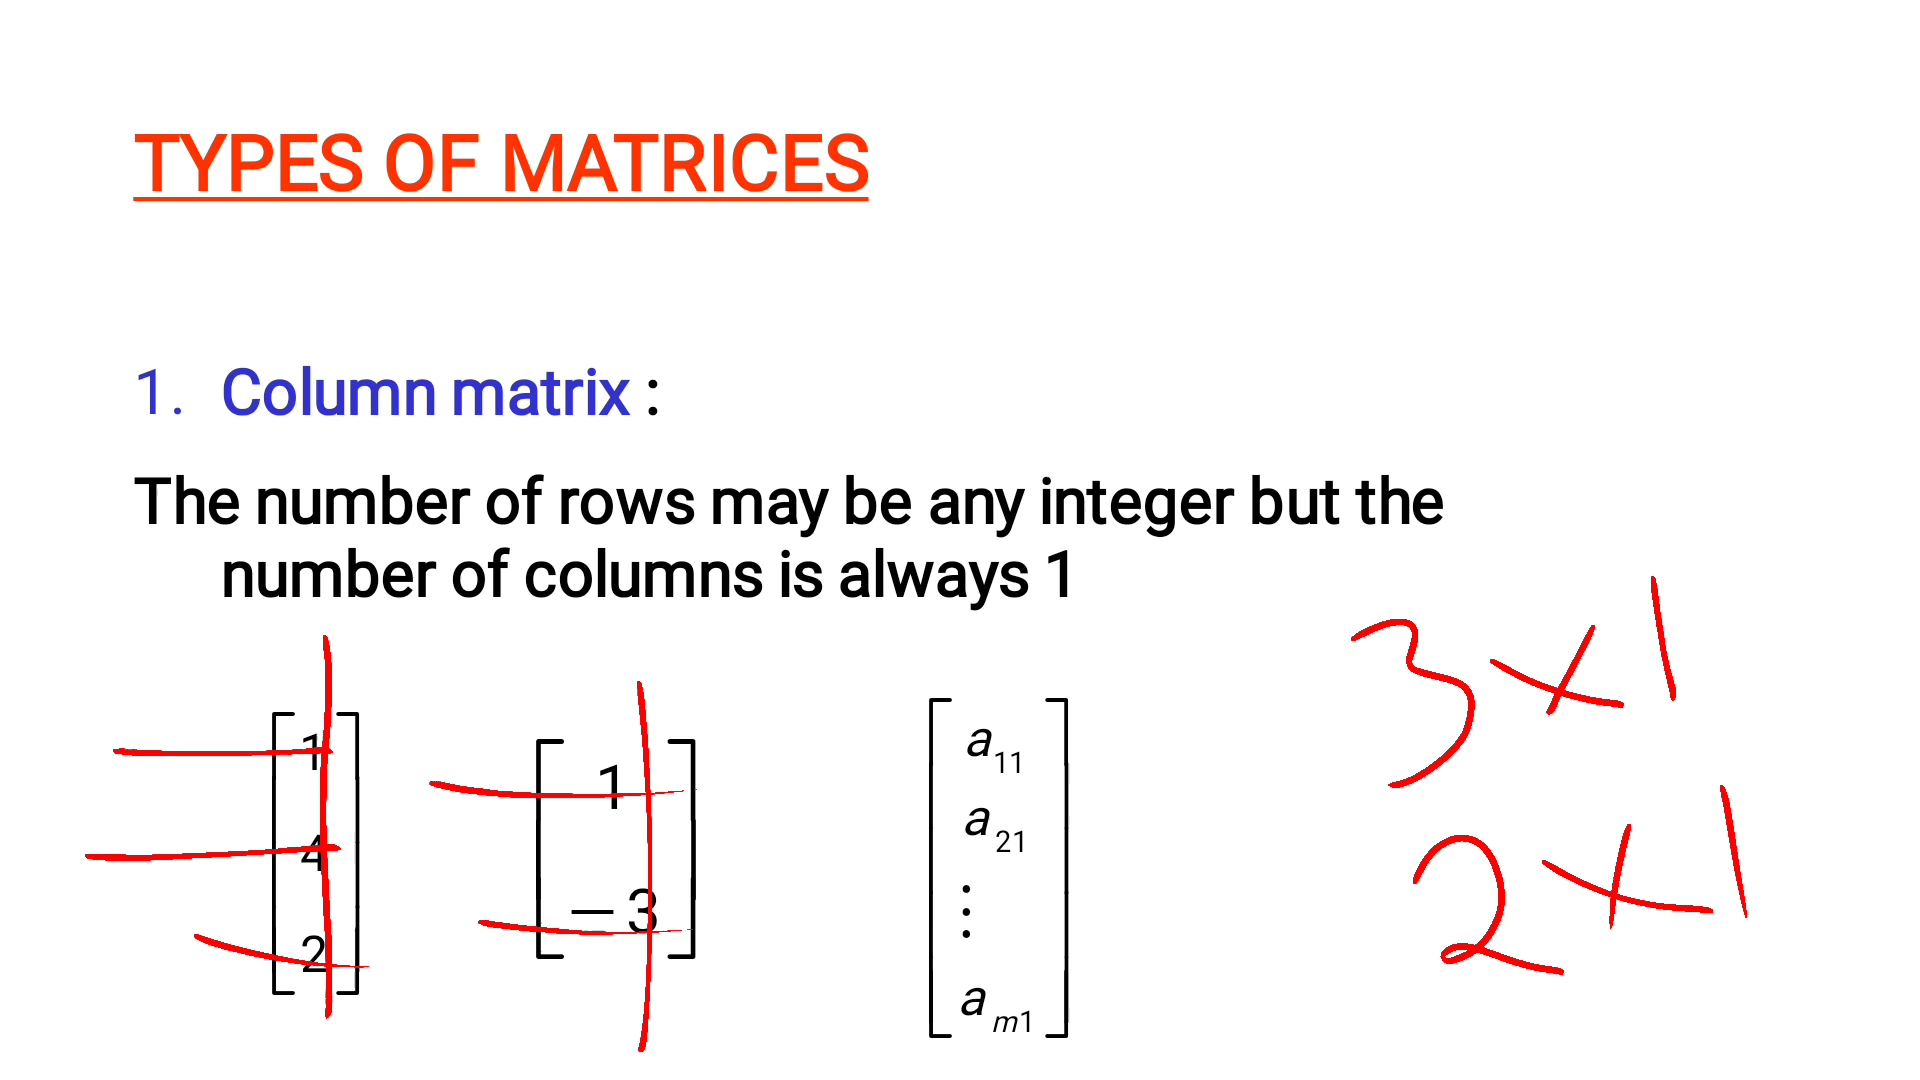 TYPES OF MATRICES
1. Column matrix :
The number of rows may be any integer but the
number of columns is always 1
3 x 1
[1 4 2]
[1 −3]
[a11 a21 ⋮ am1]
2 x 1